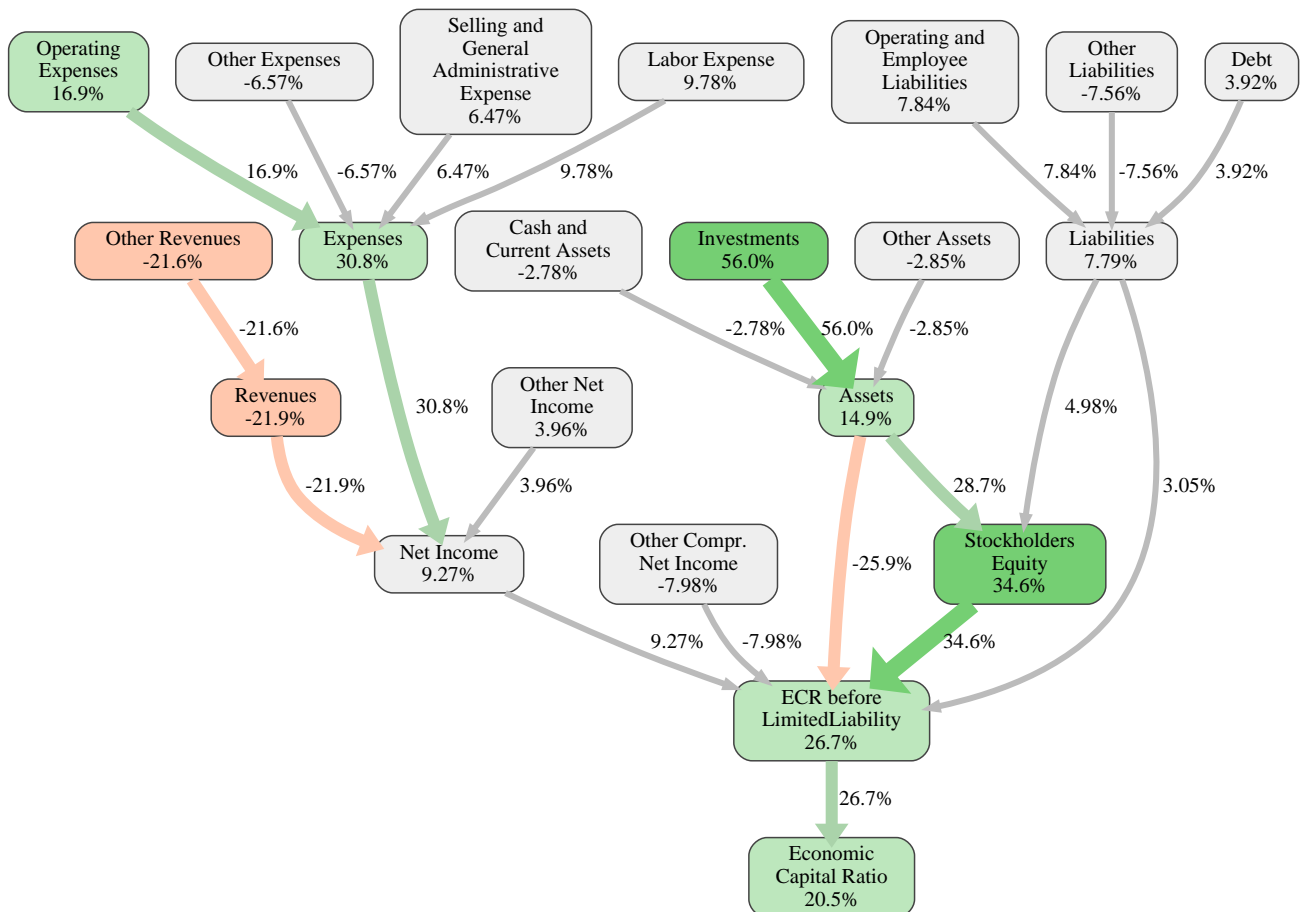 Operating
Expenses
16.9%
Other Expenses
-6.57%
Selling and
General
Administrative
Expense
6.47%
Labor Expense
9.78%
Operating and
Employee
Liabilities
7.84%
Other
Liabilities
-7.56%
Debt
3.92%
16.9%
-6.57%
6.47%
9.78%
7.84%
-7.56%
3.92%
Other Revenues
-21.6%
Expenses
30.8%
Cash and
Current Assets
-2.78%
Investments
56.0%
Other Assets
-2.85%
Liabilities
7.79%
-21.6%
-2.78%
56.0%
-2.85%
Revenues
-21.9%
30.8%
Other Net
Income
3.96%
Assets
14.9%
4.98%
-21.9%
3.96%
28.7%
3.05%
Net Income
9.27%
Other Compr.
Net Income
-7.98%
-25.9%
Stockholders
Equity
34.6%
9.27%
-7.98%
34.6%
ECR before
LimitedLiability
26.7%
26.7%
Economic
Capital Ratio
20.5%